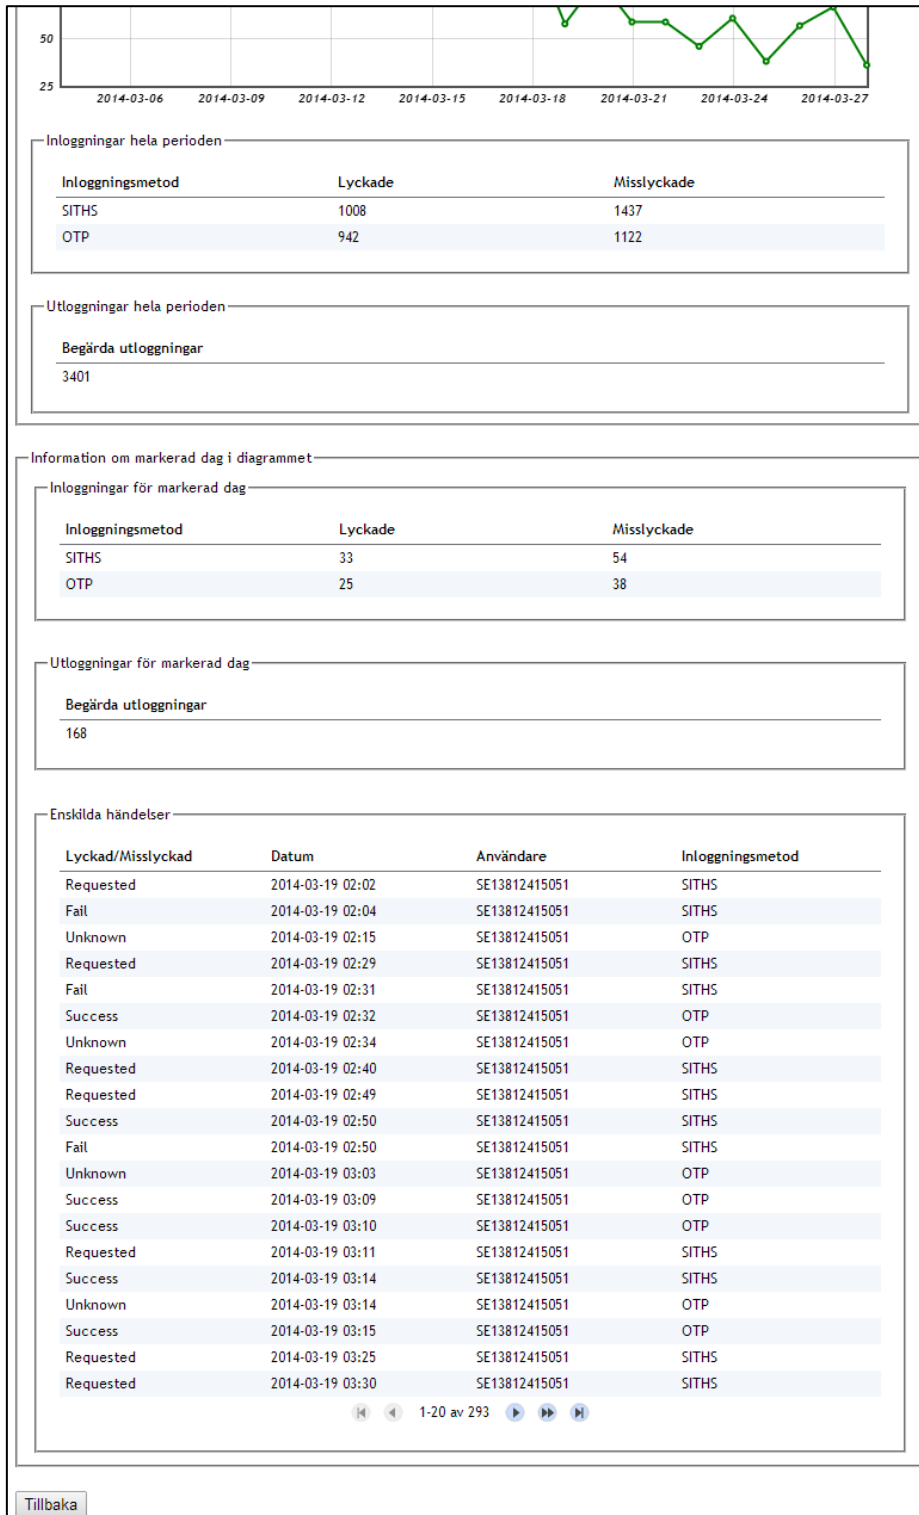 50
25
2014-03-06 2014-03-09 2014-03-12 2014-03-15 2014-03-18 2014-03-21 2014-03-24 2014-03-27
Inloggningar hela perioden
Inloggningsmetod Lyckade Misslyckade
SITHS 1008 1437
OTP 942 1122
Utloggningar hela perioden
Begärda utloggningar
3401
Information om markerad dag i diagrammet
Inloggningar för markerad dag
Inloggningsmetod Lyckade Misslyckade
SITHS 33 54
OTP 25 38
Utloggningar för markerad dag
Begärda utloggningar
168
Enskilda händelser
Lyckad/Misslyckad Datum Användare Inloggningsmetod
Requested 2014-03-19 02:02 SE13812415051 SITHS
Fail 2014-03-19 02:04 SE13812415051 SITHS
Unknown 2014-03-19 02:15 SE13812415051 OTP
Requested 2014-03-19 02:29 SE13812415051 SITHS
Fail 2014-03-19 02:31 SE13812415051 SITHS
Success 2014-03-19 02:32 SE13812415051 OTP
Unknown 2014-03-19 02:34 SE13812415051 OTP
Requested 2014-03-19 02:40 SE13812415051 SITHS
Requested 2014-03-19 02:49 SE13812415051 SITHS
Success 2014-03-19 02:50 SE13812415051 SITHS
Fail 2014-03-19 02:50 SE13812415051 SITHS
Unknown 2014-03-19 03:03 SE13812415051 OTP
Success 2014-03-19 03:09 SE13812415051 OTP
Success 2014-03-19 03:10 SE13812415051 OTP
Requested 2014-03-19 03:11 SE13812415051 SITHS
Success 2014-03-19 03:14 SE13812415051 SITHS
Unknown 2014-03-19 03:14 SE13812415051 OTP
Success 2014-03-19 03:15 SE13812415051 OTP
Requested 2014-03-19 03:25 SE13812415051 SITHS
Requested 2014-03-19 03:30 SE13812415051 SITHS
1-20 av 293
Tillbaka